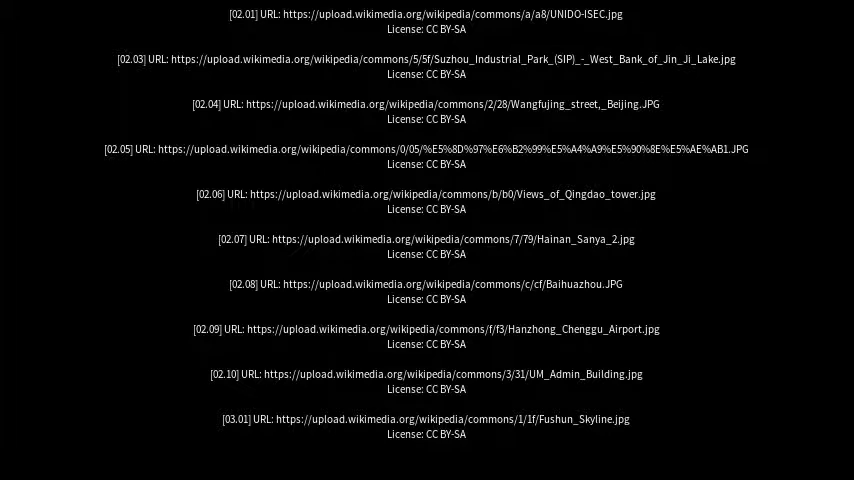 [02.01] URL: https://upload.wikimedia.org/wikipedia/commons/a/a8/UNIDO-ISEC.jpg
License: CC BY-SA
[02.03] URL: https://upload.wikimedia.org/wikipedia/commons/5/5f/Suzhou_Industrial_Park_(SIP)_-_West_Bank_of_Jin_Ji_Lake.jpg
License: CC BY-SA
[02.04] URL: https://upload.wikimedia.org/wikipedia/commons/2/28/Wangfujing_street,_Beijing.JPG
License: CC BY-SA
[02.05] URL: https://upload.wikimedia.org/wikipedia/commons/0/05/%E5%8D%97%E6%B2%99%E5%A4%A9%E5%90%8E%E5%AE%AB1.JPG
License: CC BY-SA
[02.06] URL: https://upload.wikimedia.org/wikipedia/commons/b/b0/Views_of_Qingdao_tower.jpg
License: CC BY-SA
[02.07] URL: https://upload.wikimedia.org/wikipedia/commons/7/79/Hainan_Sanya_2.jpg
License: CC BY-SA
[02.08] URL: https://upload.wikimedia.org/wikipedia/commons/c/cf/Baihuazhou.JPG
License: CC BY-SA
[02.09] URL: https://upload.wikimedia.org/wikipedia/commons/f/f3/Hanzhong_Chenggu_Airport.jpg
License: CC BY-SA
[02.10] URL: https://upload.wikimedia.org/wikipedia/commons/3/31/UM_Admin_Building.jpg
License: CC BY-SA
[03.01] URL: https://upload.wikimedia.org/wikipedia/commons/1/1f/Fushun_Skyline.jpg
License: CC BY-SA